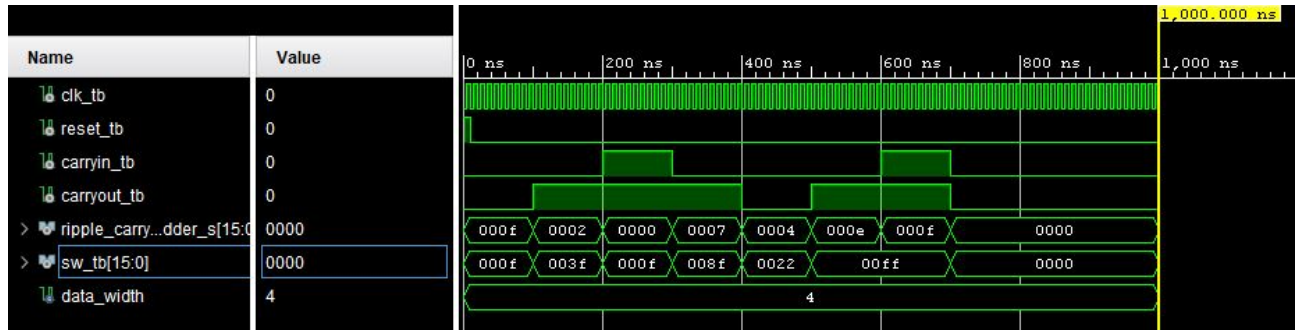 1,000.000 ns
Name Value
0 ns 200 ns 400 ns 600 ns 800 ns 1,000 ns
clk_tb 0
reset_tb 0
carryin_tb 0
carryout_tb 0
ripple_carry...dder_s[15:0 0000 000f 0002 0000 0007 0004 000e 000f 0000
sw_tb[15:0] 0000 000f 003f 000f 008f 0022 00ff 0000
data_width 4 4